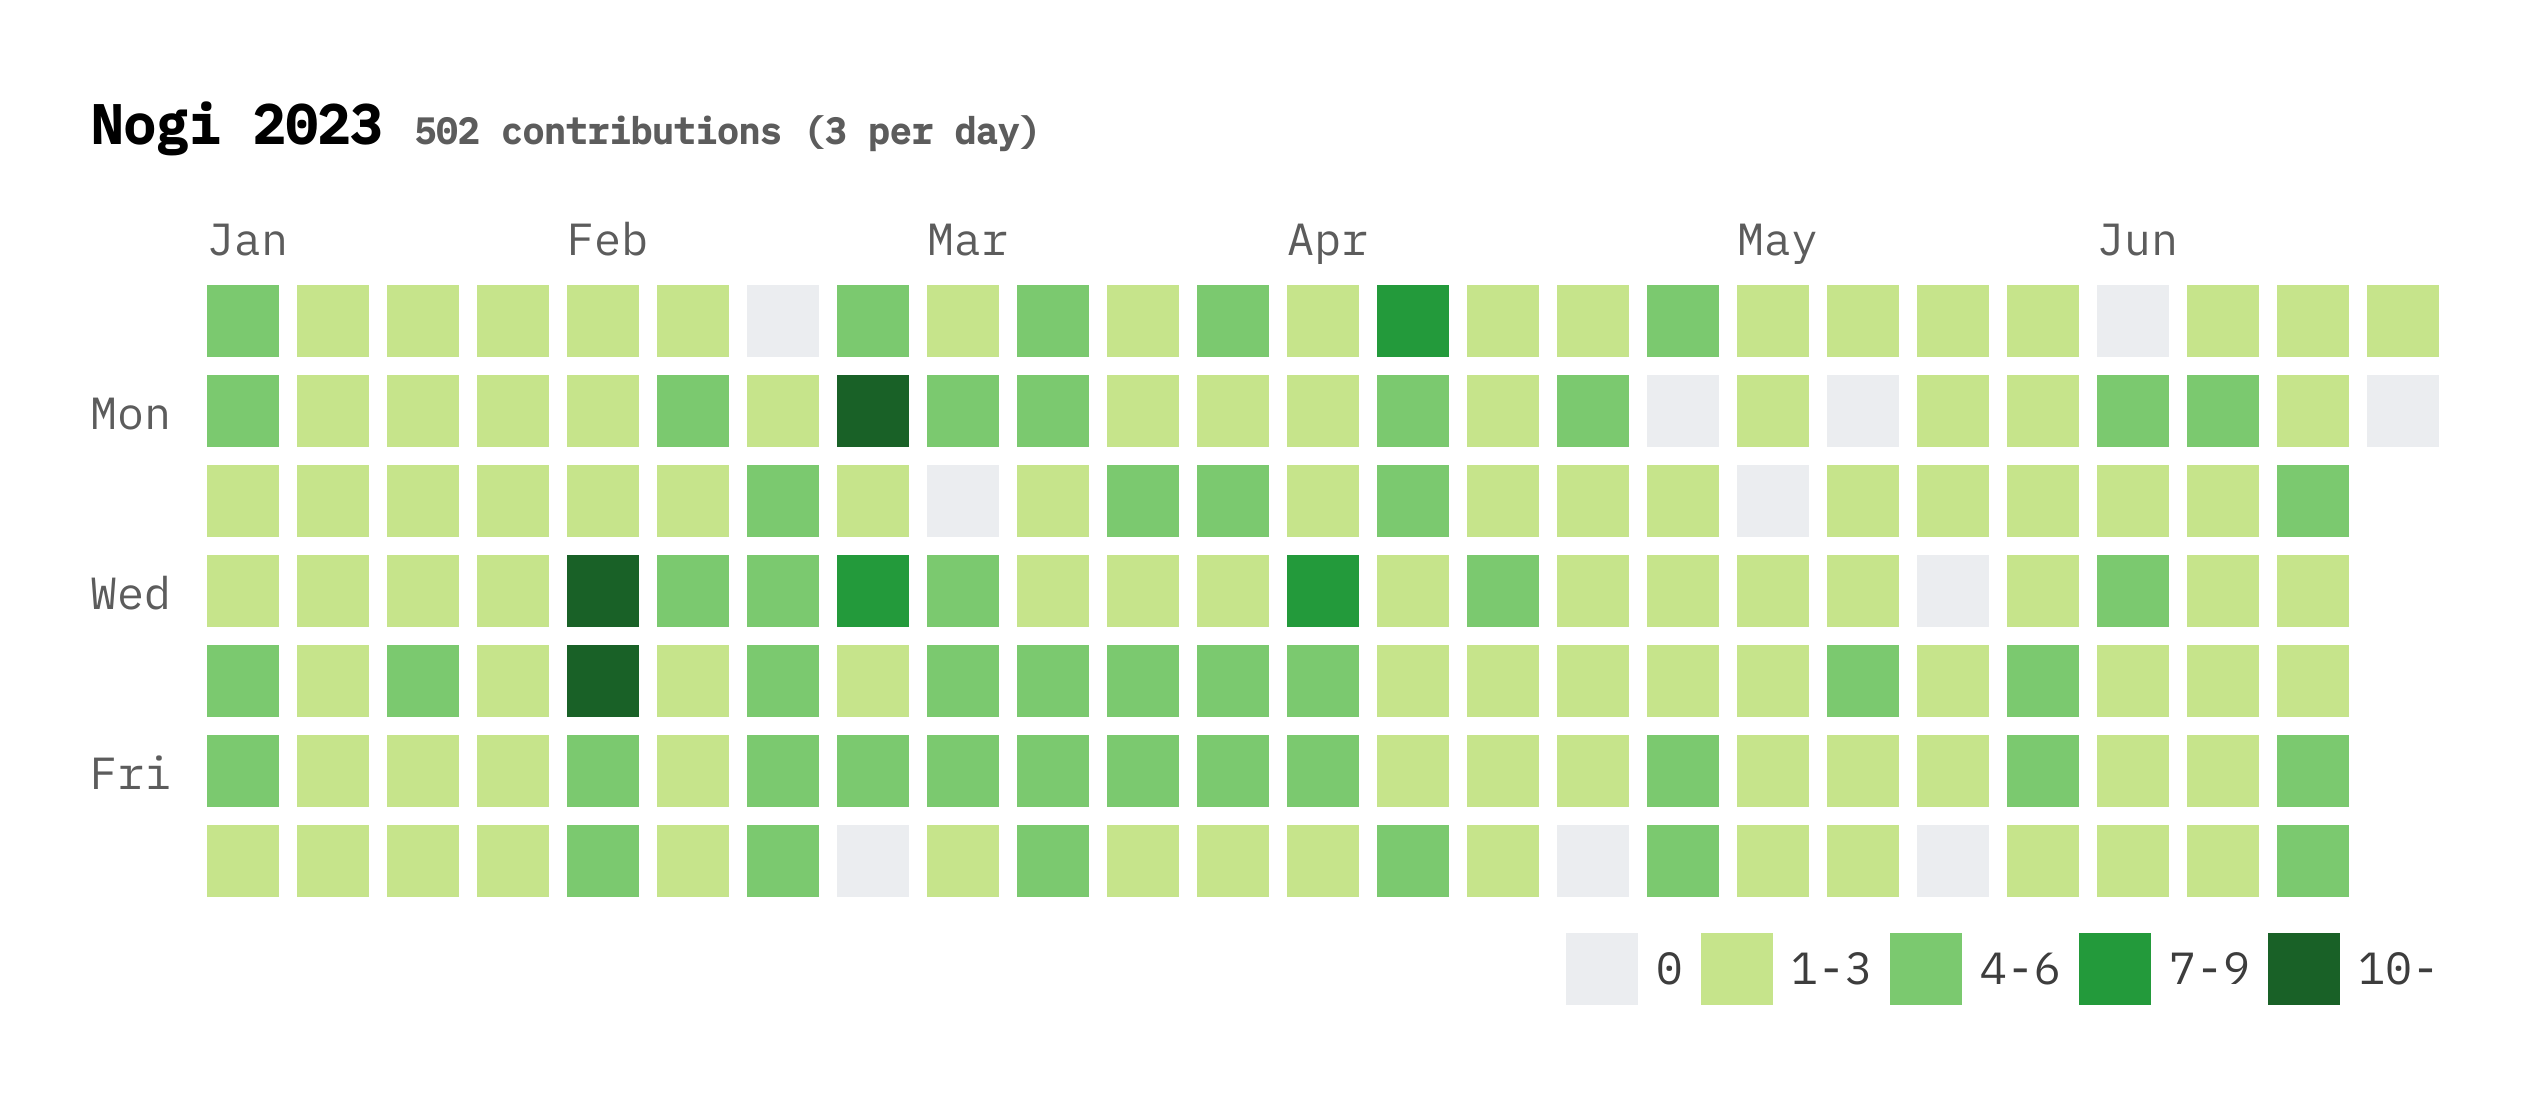 Nogi 2023 502 contributions (3 per day)
Jan Feb Mar Apr May Jun
Mon
Wed
Fri
0 1-3 4-6 7-9 10-